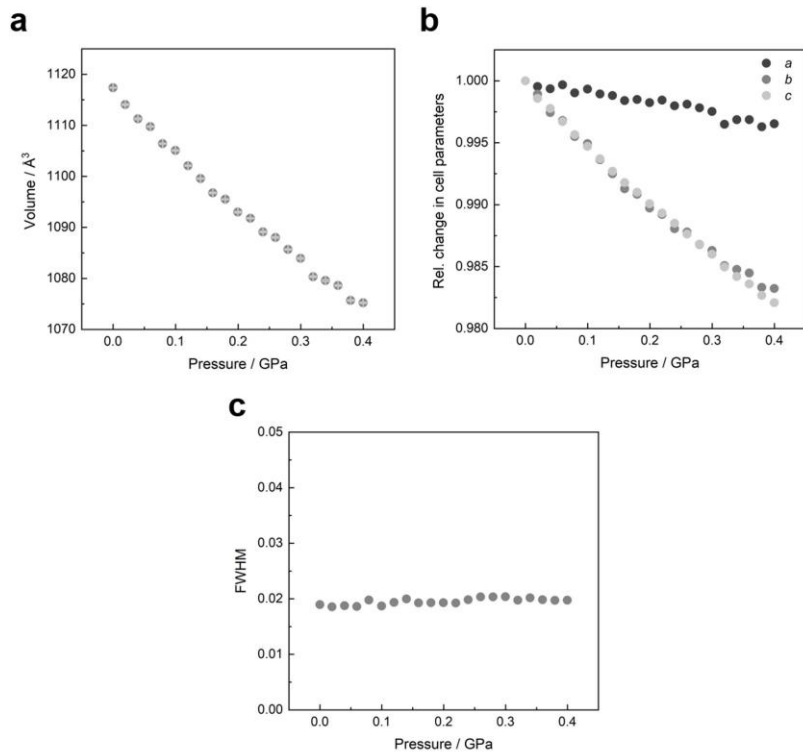 a
Volume / Å³
1120
1110
1100
1090
1080
1070
0.0 0.1 0.2 0.3 0.4
Pressure / GPa
b
Rel. change in cell parameters
1.000
0.995
0.990
0.985
0.980
a
b
c
0.0 0.1 0.2 0.3 0.4
Pressure / GPa
c
FWHM
0.05
0.04
0.03
0.02
0.01
0.00
0.0 0.1 0.2 0.3 0.4
Pressure / GPa